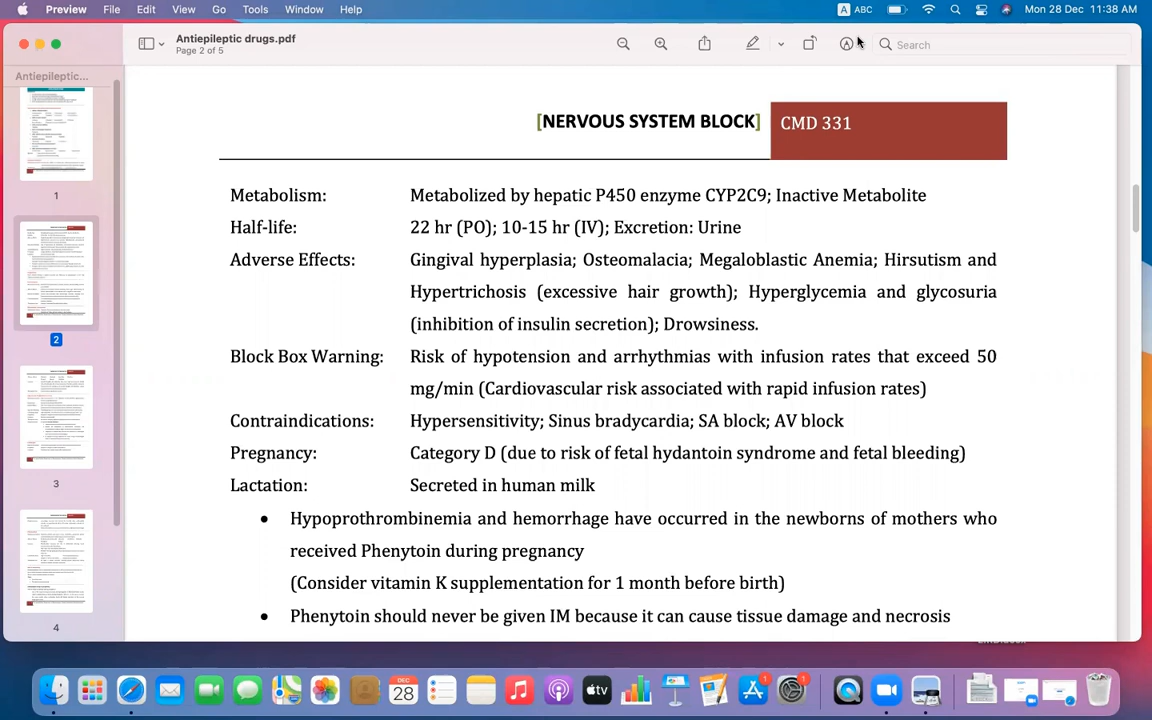 Preview File Edit View Go Tools Window Help A ABC Mon 28 Dec 11:38 AM
Antiepileptic drugs.pdf
Page 2 of 5
Search
Antiepileptic...
1
2
3
4
[NERVOUS SYSTEM BLOCK] CMD 331
Metabolism: Metabolized by hepatic P450 enzyme CYP2C9; Inactive Metabolite
Half-life: 22 hr (PO); 10-15 hr (IV); Excretion: Urine
Adverse Effects: Gingival hyperplasia; Osteomalacia; Megaloblastic Anemia; Hirsutism and
Hypertrichosis (excessive hair growth); Hyperglycemia and glycosuria
(inhibition of insulin secretion); Drowsiness.
Block Box Warning: Risk of hypotension and arrhythmias with infusion rates that exceed 50
mg/min (Cardiovascular risk associated with rapid infusion rates)
Contraindications: Hypersensitivity; Sinus bradycardia; SA block; AV block
Pregnancy: Category D (due to risk of fetal hydantoin syndrome and fetal bleeding)
Lactation: Secreted in human milk
• Hypoprothrombinemia and hemorrhage have occurred in the newborns of mothers who
received Phenytoin during pregnancy
(Consider vitamin K supplementation for 1 month before birth)
• Phenytoin should never be given IM because it can cause tissue damage and necrosis
DEC
28
tv
1
1